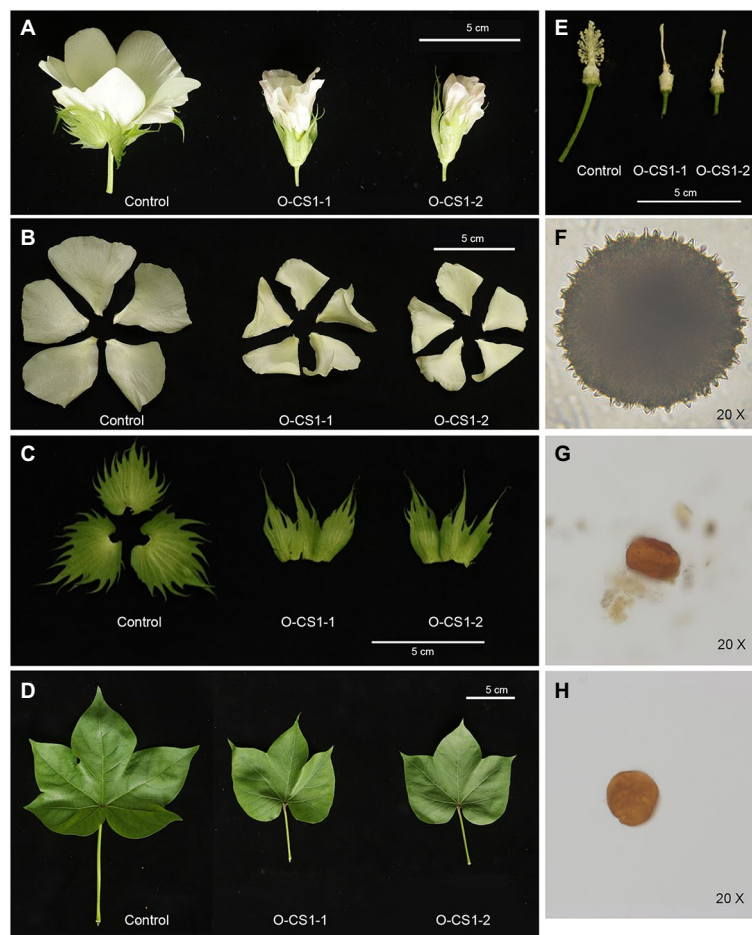 A
5 cm
Control
O-CS1-1
O-CS1-2
B
5 cm
Control
O-CS1-1
O-CS1-2
C
Control
O-CS1-1
O-CS1-2
5 cm
D
5 cm
Control
O-CS1-1
O-CS1-2
E
Control
O-CS1-1
O-CS1-2
5 cm
F
20 X
G
20 X
H
20 X